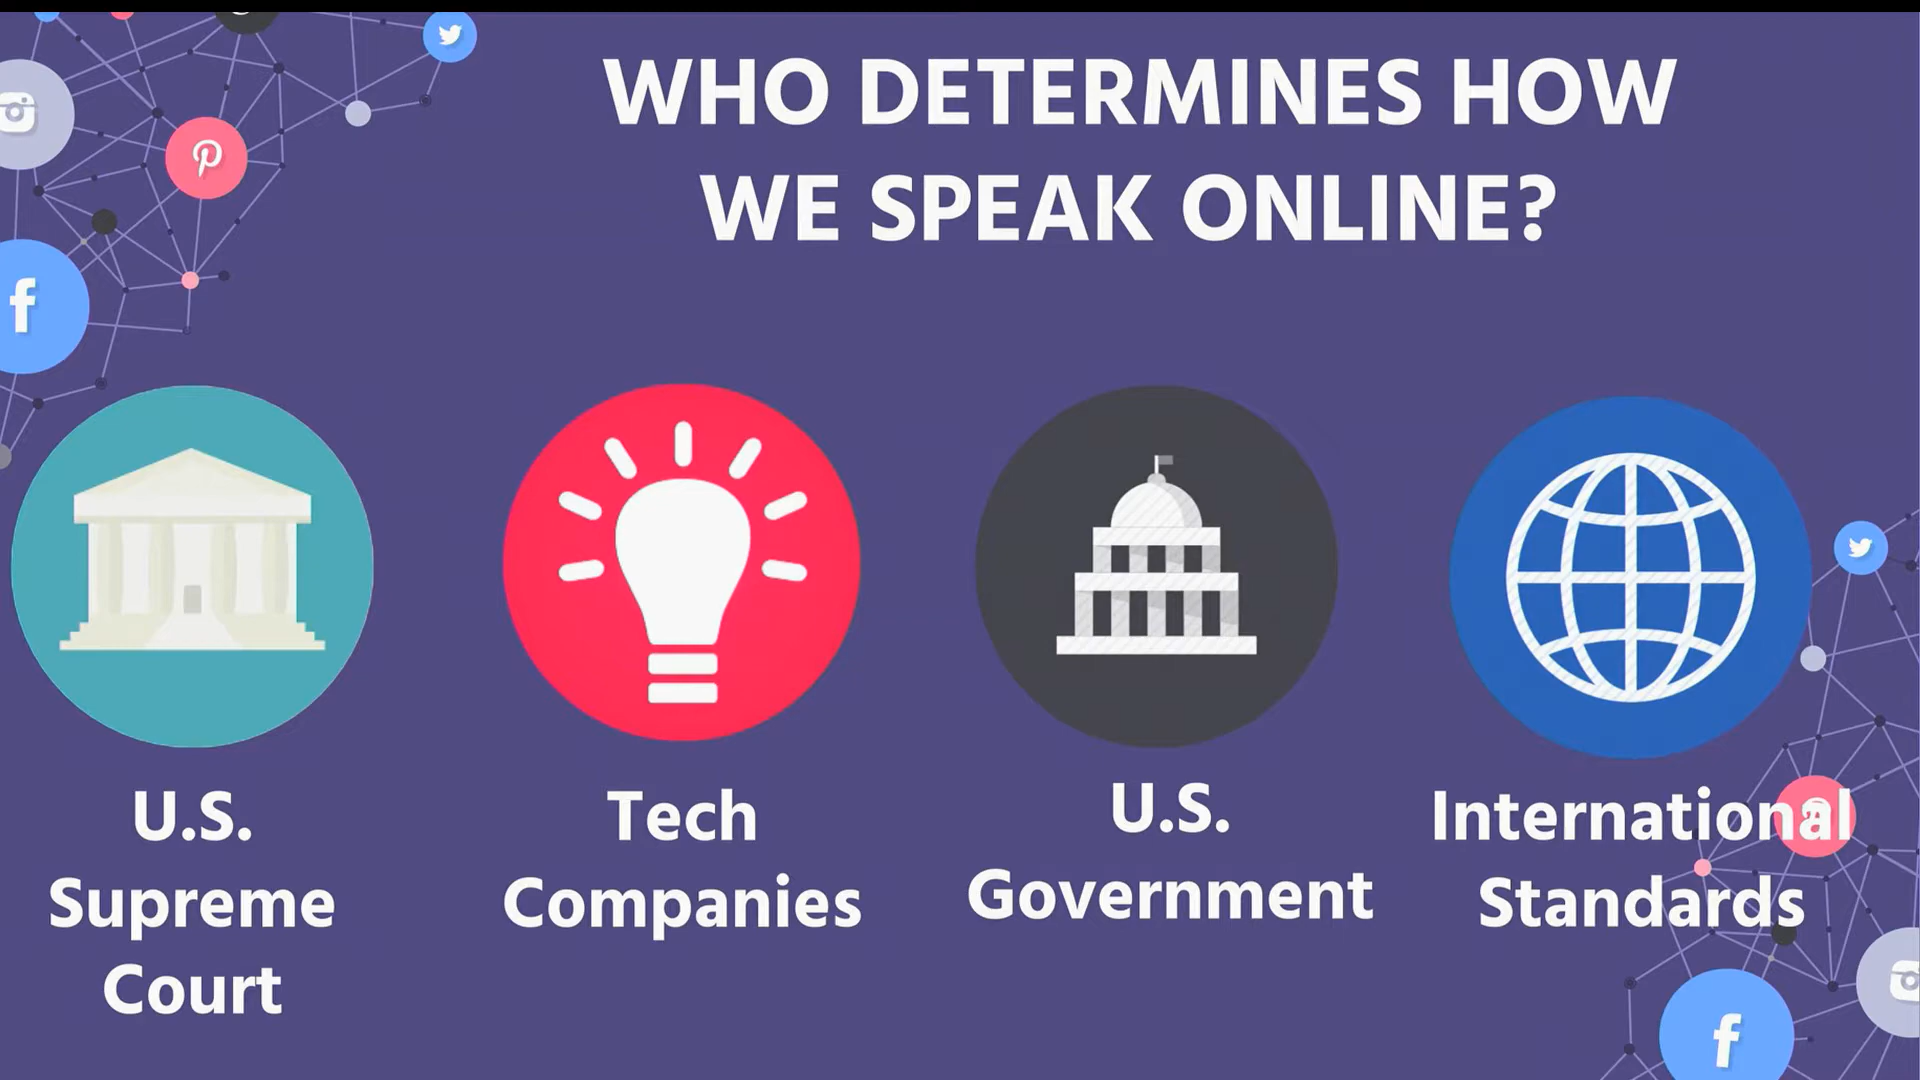 WHO DETERMINES HOW
WE SPEAK ONLINE?
U.S.
Supreme
Court
Tech
Companies
U.S.
Government
International
Standards